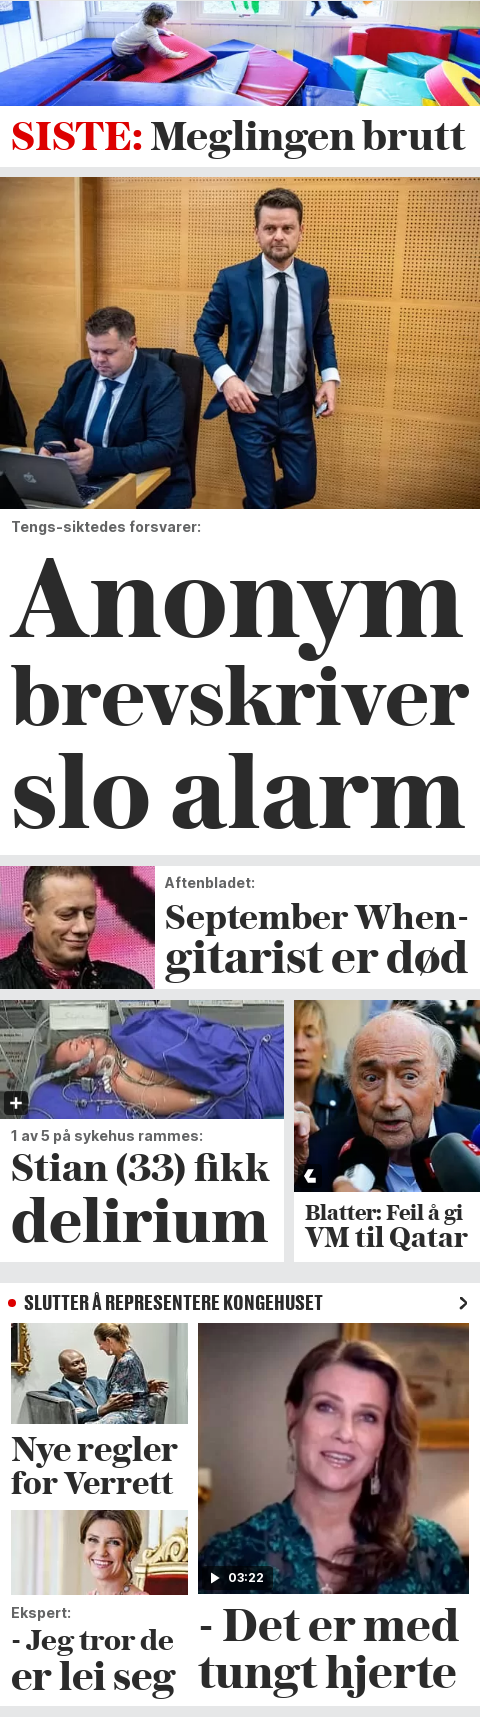 SISTE: Meglingen brutt
Tengs-siktedes forsvarer:
Anonym
brevskriver
slo alarm
Aftenbladet:
September When-
gitarist er død
1 av 5 på sykehus rammes:
Stian (33) fikk
delirium
Blatter: Feil å gi
VM til Qatar
SLUTTER Å REPRESENTERE KONGEHUSET
Nye regler
for Verrett
Ekspert:
- Jeg tror de
er lei seg
03:22
- Det er med
tungt hjerte